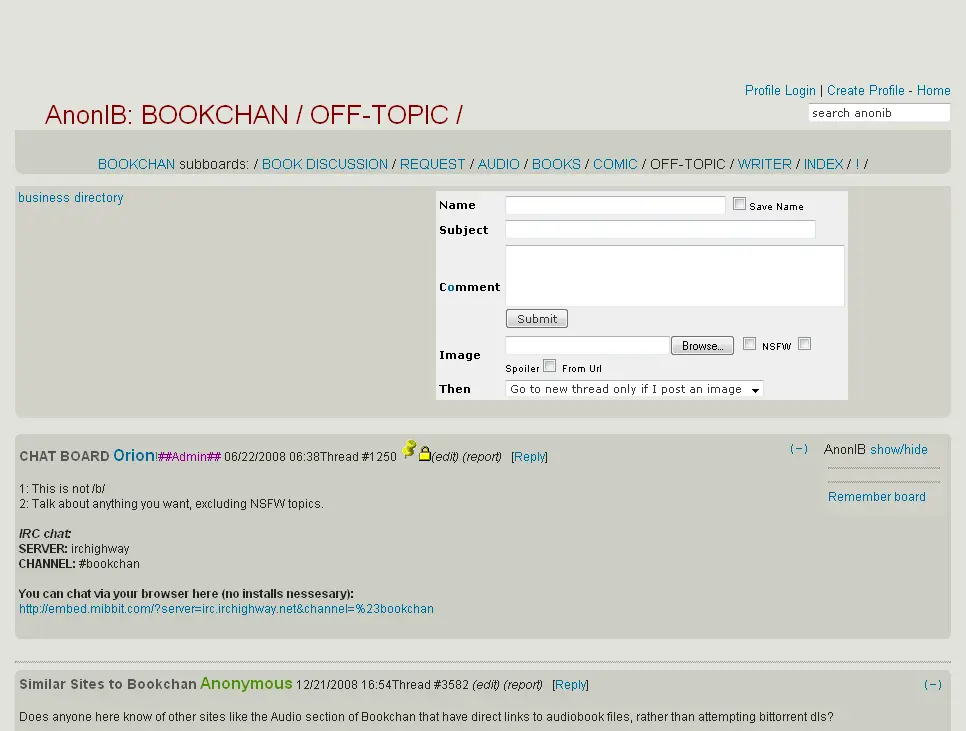 Profile Login | Create Profile - Home
AnonIB: BOOKCHAN / OFF-TOPIC /
search anonib
BOOKCHAN subboards: / BOOK DISCUSSION / REQUEST / AUDIO / BOOKS / COMIC / OFF-TOPIC / WRITER / INDEX / ! /
business directory
Name
Save Name
Subject
Comment
Submit
Image
Browse...
NSFW
Spoiler
From Url
Then
Go to new thread only if I post an image
CHAT BOARD Orion!##Admin## 06/22/2008 06:38Thread #1250 (edit) (report) [Reply]
(−)
AnonIB show/hide
Remember board
1: This is not /b/
2: Talk about anything you want, excluding NSFW topics.
IRC chat:
SERVER: irchighway
CHANNEL: #bookchan
You can chat via your browser here (no installs nessesary):
http://embed.mibbit.com/?server=irc.irchighway.net&channel=%23bookchan
Similar Sites to Bookchan Anonymous 12/21/2008 16:54Thread #3582 (edit) (report) [Reply]
(−)
Does anyone here know of other sites like the Audio section of Bookchan that have direct links to audiobook files, rather than attempting bittorrent dls?